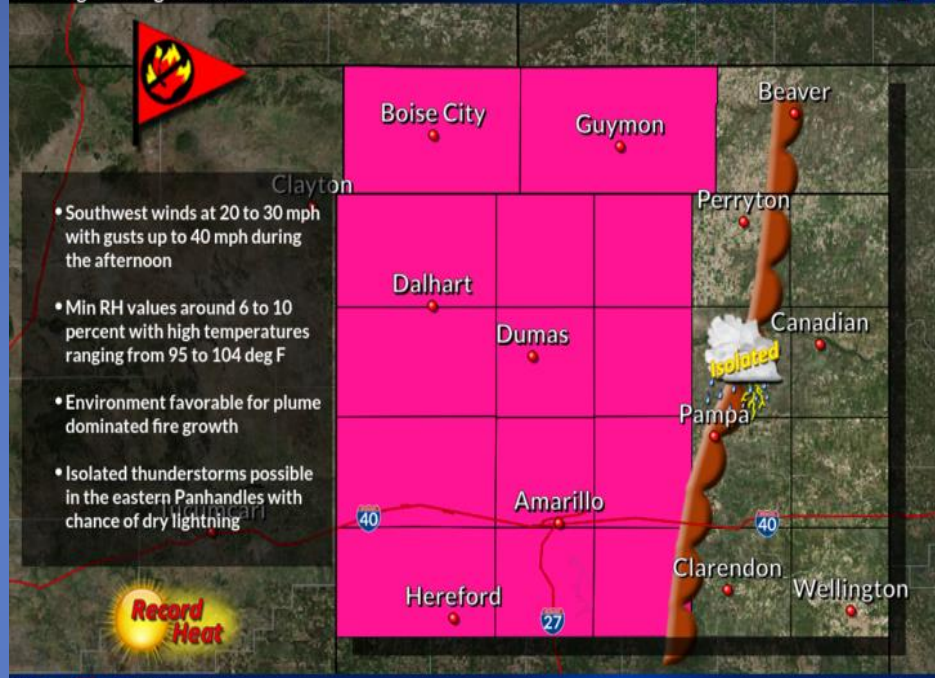 Boise City
Guymon
Beaver
Clayton
Perryton
• Southwest winds at 20 to 30 mph
with gusts up to 40 mph during
the afternoon
• Min RH values around 6 to 10
percent with high temperatures
ranging from 95 to 104 deg F
• Environment favorable for plume
dominated fire growth
• Isolated thunderstorms possible
in the eastern Panhandles with
chance of dry lightning
Dalhart
Dumas
Canadian
Isolated
Pampa
Tucumcari
40
Amarillo
40
Clarendon
Wellington
Hereford
27
Record
Heat